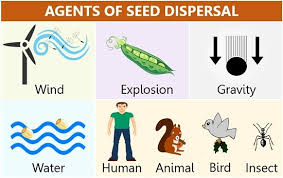 AGENTS OF SEED DISPERSAL
Wind
Explosion
Gravity
Water
Human
Animal
Bird
Insect